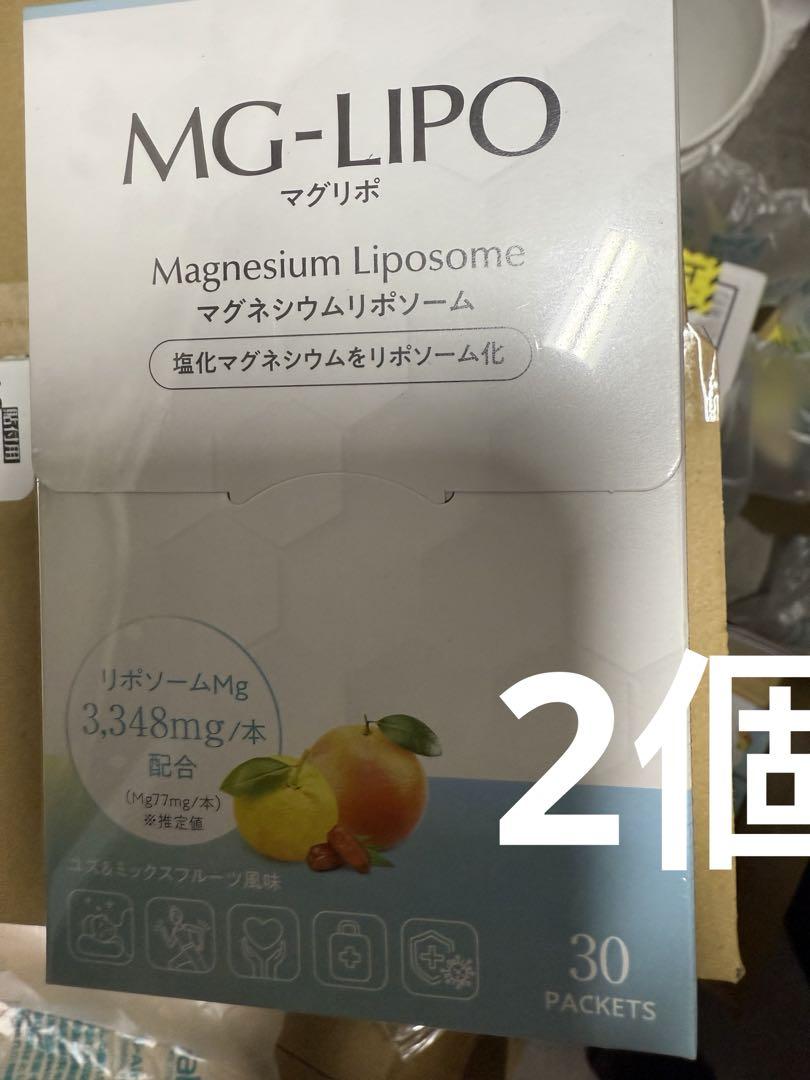 MG-LIPO
マグリポ
Magnesium Liposome
マグネシウムリポソーム
塩化マグネシウムをリポソーム化
貼付用
リポソームMg
3,348mg/本
配合
(Mg77mg/本)
※推定値
ユズ&ミックスフルーツ風味
2個
30
PACKETS